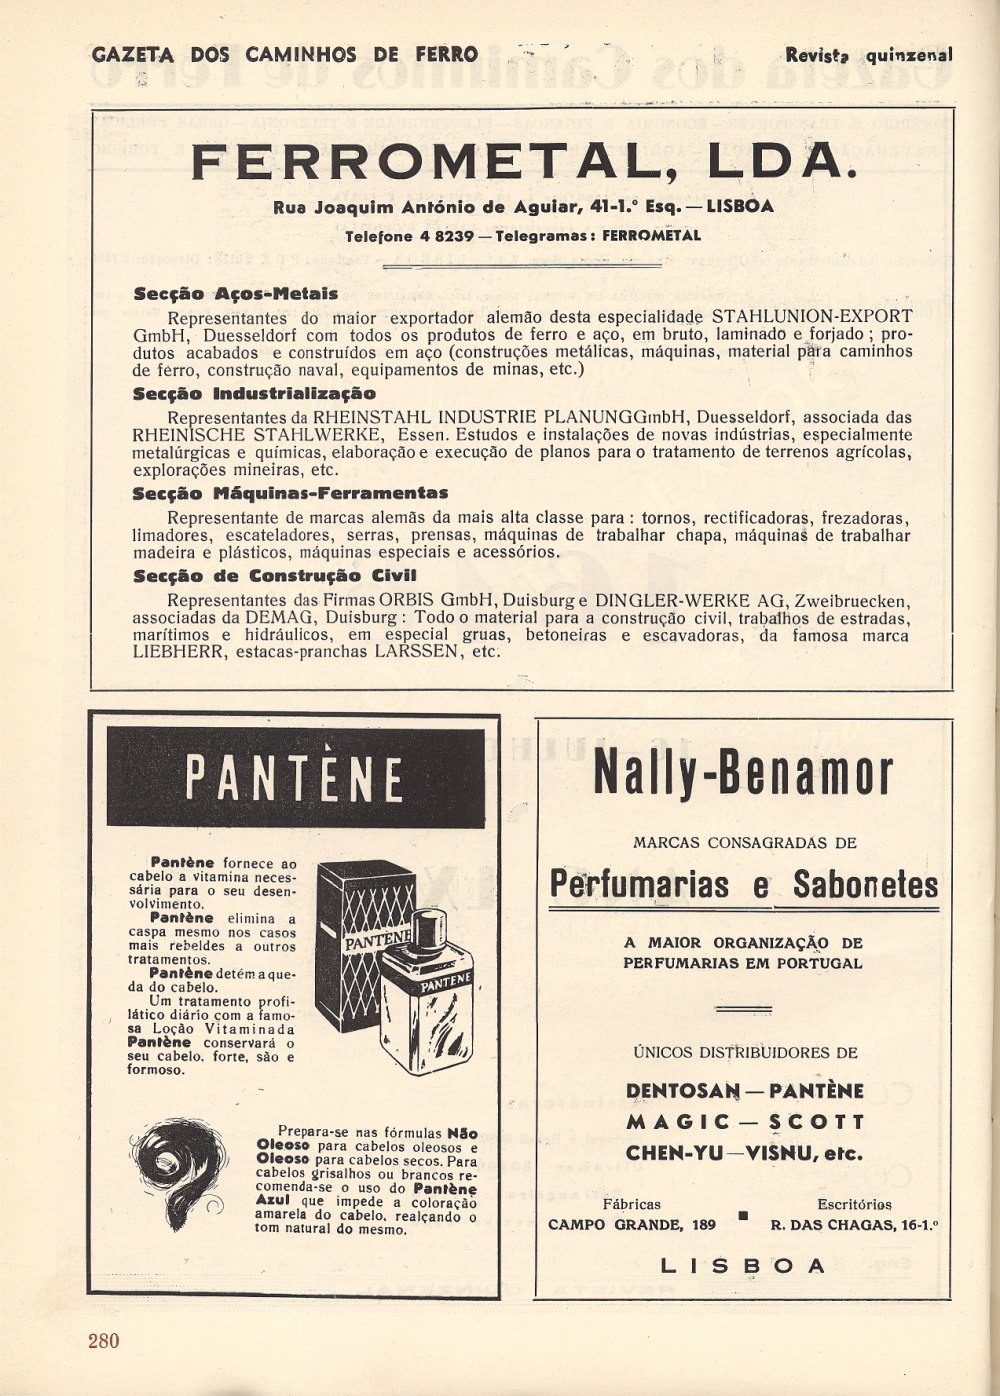 GAZETA DOS CAMINHOS DE FERRO
Revista quinzenal
FERROMETAL, LDA.
Rua Joaquim António de Aguiar, 41-1.º Esq. — LISBOA
Telefone 4 8239 — Telegramas: FERROMETAL
Secção Aços-Metais
Representantes do maior exportador alemão desta especialidade STAHLUNION-EXPORT
GmbH, Duesseldorf com todos os produtos de ferro e aço, em bruto, laminado e forjado; pro-
dutos acabados e construídos em aço (construções metálicas, máquinas, material para caminhos
de ferro, construção naval, equipamentos de minas, etc.)
Secção Industrialização
Representantes da RHEINSTAHL INDUSTRIE PLANUNGGmbH, Duesseldorf, associada das
RHEINISCHE STAHLWERKE, Essen. Estudos e instalações de novas indústrias, especialmente
metalúrgicas e químicas, elaboração e execução de planos para o tratamento de terrenos agrícolas,
explorações mineiras, etc.
Secção Máquinas-Ferramentas
Representante de marcas alemãs da mais alta classe para: tornos, rectificadoras, frezadoras,
limadores, escateladores, serras, prensas, máquinas de trabalhar chapa, máquinas de trabalhar
madeira e plásticos, máquinas especiais e acessórios.
Secção de Construção Civil
Representantes das Firmas ORBIS GmbH, Duisburg e DINGLER-WERKE AG, Zweibruecken,
associadas da DEMAG, Duisburg: Todo o material para a construção civil, trabalhos de estradas,
marítimos e hidráulicos, em especial gruas, betoneiras e escavadoras, da famosa marca
LIEBHERR, estacas-pranchas LARSSEN, etc.
PANTÈNE
Pantène fornece ao
cabelo a vitamina neces-
sária para o seu desen-
volvimento.
Pantène elimina a
caspa mesmo nos casos
mais rebeldes a outros
tratamentos.
Pantène detém a que-
da do cabelo.
Um tratamento profi-
lático diário com a famo-
sa Loção Vitaminada
Pantène conservará o
seu cabelo. forte, são e
formoso.
PANTÈNE
PANTENE
Prepara-se nas fórmulas Não
Oleoso para cabelos oleosos e
Oleoso para cabelos secos. Para
cabelos grisalhos ou brancos re-
comenda-se o uso do Pantène
Azul que impede a coloração
amarela do cabelo, realçando o
tom natural do mesmo.
Nally-Benamor
MARCAS CONSAGRADAS DE
Perfumarias e Sabonetes
A MAIOR ORGANIZAÇÃO DE
PERFUMARIAS EM PORTUGAL
ÚNICOS DISTRIBUIDORES DE
DENTOSAN — PANTÈNE
MAGIC — SCOTT
CHEN-YU — VISNU, etc.
Fábricas
CAMPO GRANDE, 189
Escritórios
R. DAS CHAGAS, 16-1.º
LISBOA
280